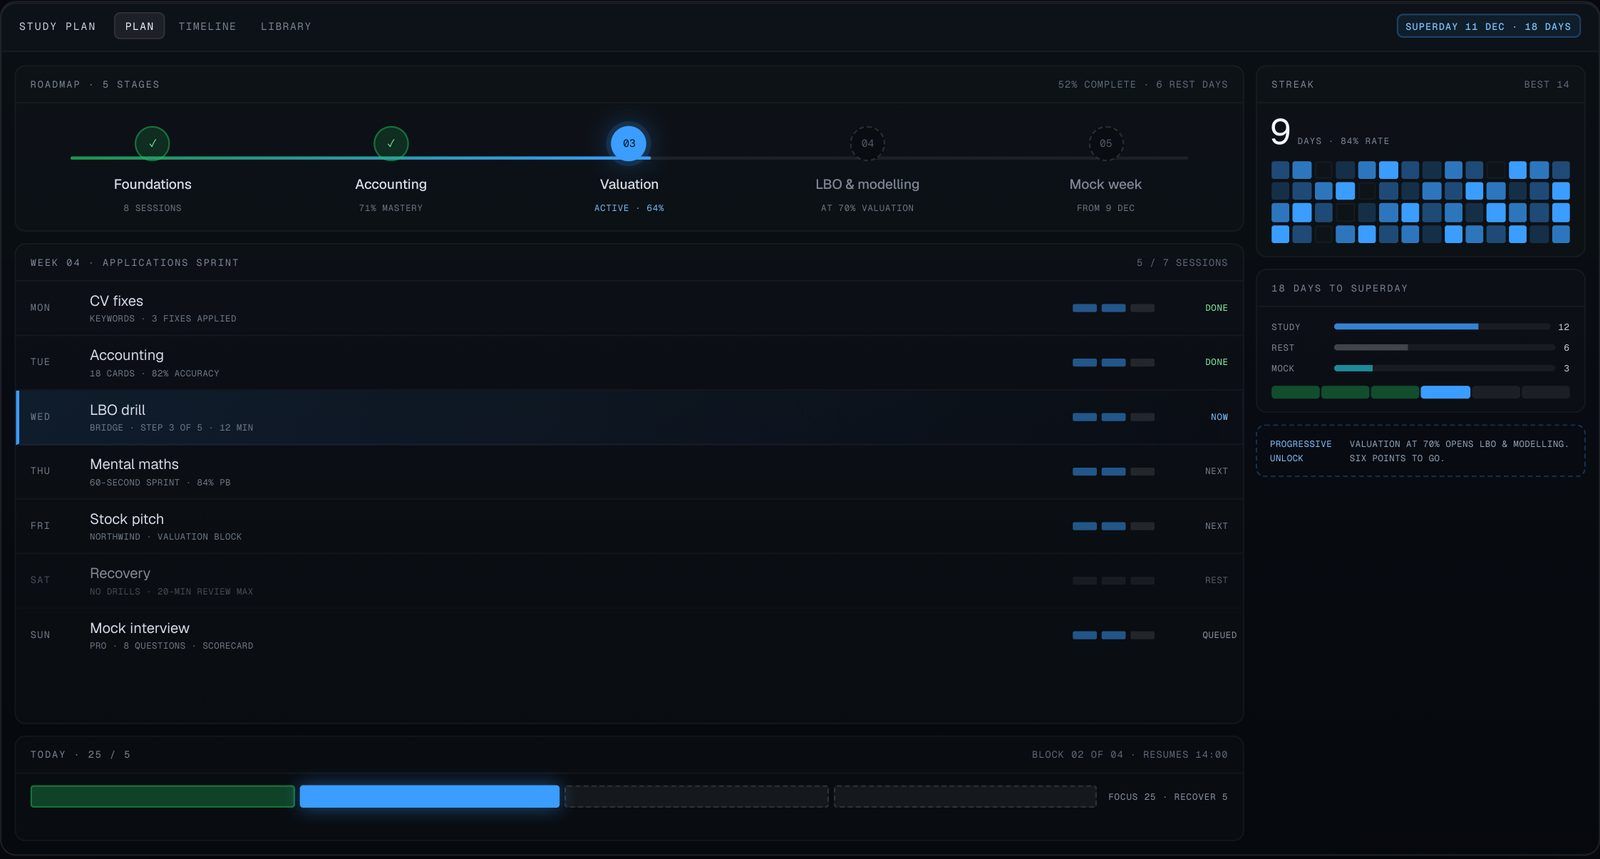 STUDY PLAN
PLAN
TIMELINE
LIBRARY
SUPERDAY 11 DEC · 18 DAYS
ROADMAP · 5 STAGES
52% COMPLETE · 6 REST DAYS
✓
✓
03
04
05
Foundations
Accounting
Valuation
LBO & modelling
Mock week
8 SESSIONS
71% MASTERY
ACTIVE · 64%
AT 70% VALUATION
FROM 9 DEC
WEEK 04 · APPLICATIONS SPRINT
5 / 7 SESSIONS
MON
CV fixes
KEYWORDS · 3 FIXES APPLIED
DONE
TUE
Accounting
18 CARDS · 82% ACCURACY
DONE
WED
LBO drill
BRIDGE · STEP 3 OF 5 · 12 MIN
NOW
THU
Mental maths
60-SECOND SPRINT · 84% PB
NEXT
FRI
Stock pitch
NORTHWIND · VALUATION BLOCK
NEXT
SAT
Recovery
NO DRILLS · 20-MIN REVIEW MAX
REST
SUN
Mock interview
PRO · 8 QUESTIONS · SCORECARD
QUEUED
TODAY · 25 / 5
BLOCK 02 OF 04 · RESUMES 14:00
FOCUS 25 · RECOVER 5
STREAK
BEST 14
9 DAYS · 84% RATE
18 DAYS TO SUPERDAY
STUDY
12
REST
6
MOCK
3
PROGRESSIVE
UNLOCK
VALUATION AT 70% OPENS LBO & MODELLING.
SIX POINTS TO GO.